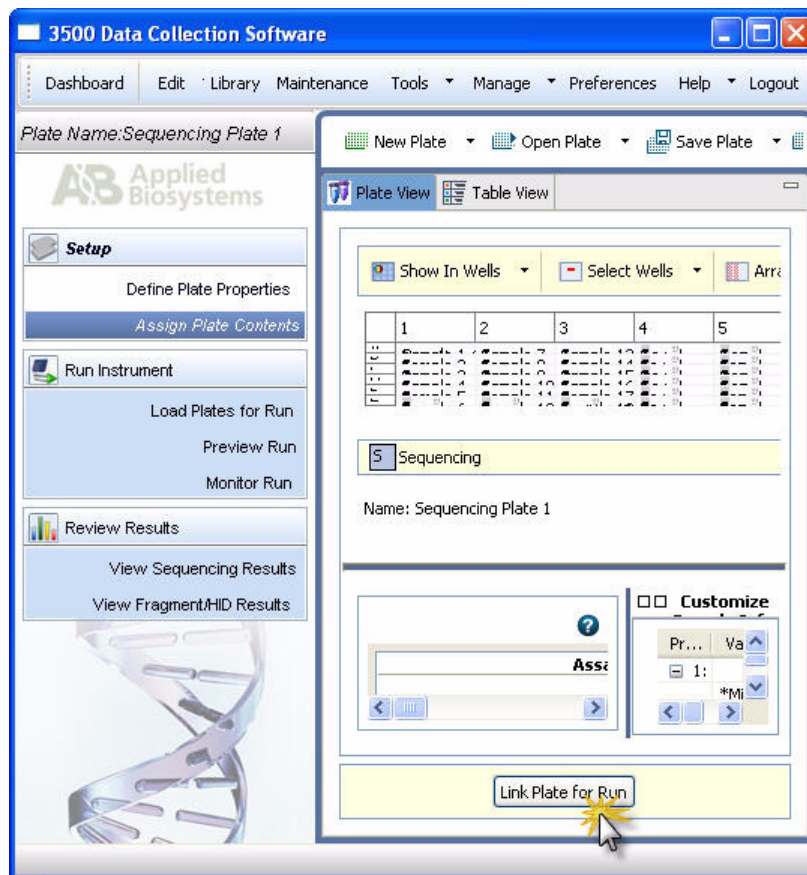 3500 Data Collection Software
Dashboard Edit Library Maintenance Tools Manage Preferences Help Logout
Plate Name:Sequencing Plate 1
New Plate Open Plate Save Plate
AB Applied
Biosystems
Plate View Table View
Setup
Define Plate Properties
Assign Plate Contents
Show In Wells Select Wells
1 2 3 4 5
Run Instrument
Load Plates for Run
Preview Run
Monitor Run
S Sequencing
Name: Sequencing Plate 1
Review Results
View Sequencing Results
View Fragment/HID Results
Customize
Pr... Va
1:
*Mi
Assa
Link Plate for Run